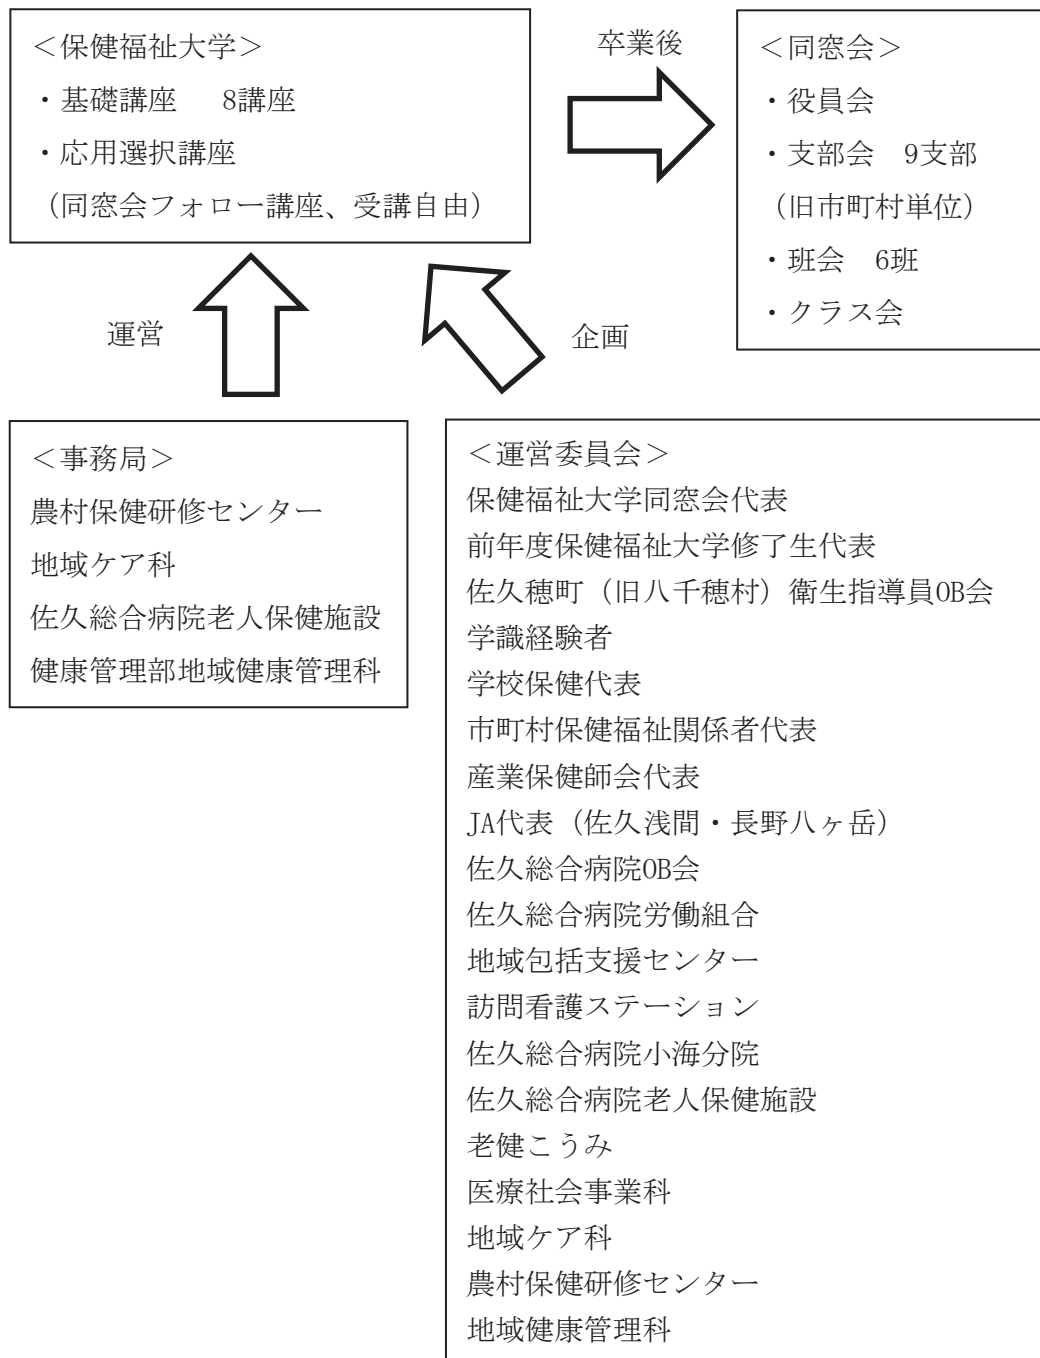 ＜保健福祉大学＞
・基礎講座　8講座
・応用選択講座
（同窓会フォロー講座、受講自由）
卒業後
＜同窓会＞
・役員会
・支部会　9支部
（旧市町村単位）
・班会　6班
・クラス会
運営
企画
＜事務局＞
農村保健研修センター
地域ケア科
佐久総合病院老人保健施設
健康管理部地域健康管理科
＜運営委員会＞
保健福祉大学同窓会代表
前年度保健福祉大学修了生代表
佐久穂町（旧八千穂村）衛生指導員OB会
学識経験者
学校保健代表
市町村保健福祉関係者代表
産業保健師会代表
JA代表（佐久浅間・長野八ヶ岳）
佐久総合病院OB会
佐久総合病院労働組合
地域包括支援センター
訪問看護ステーション
佐久総合病院小海分院
佐久総合病院老人保健施設
老健こうみ
医療社会事業科
地域ケア科
農村保健研修センター
地域健康管理科